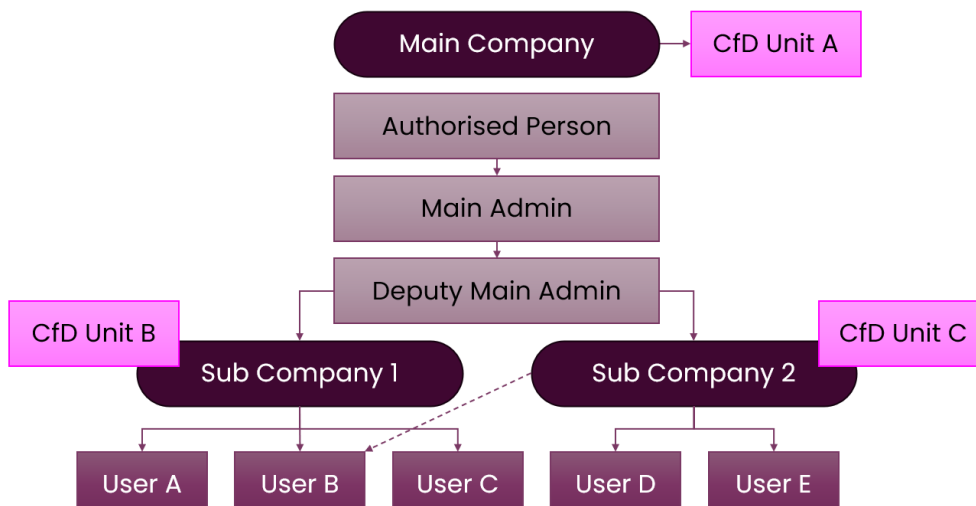 Main Company
CfD Unit A
Authorised Person
Main Admin
Deputy Main Admin
CfD Unit B
CfD Unit C
Sub Company 1
Sub Company 2
User A
User B
User C
User D
User E